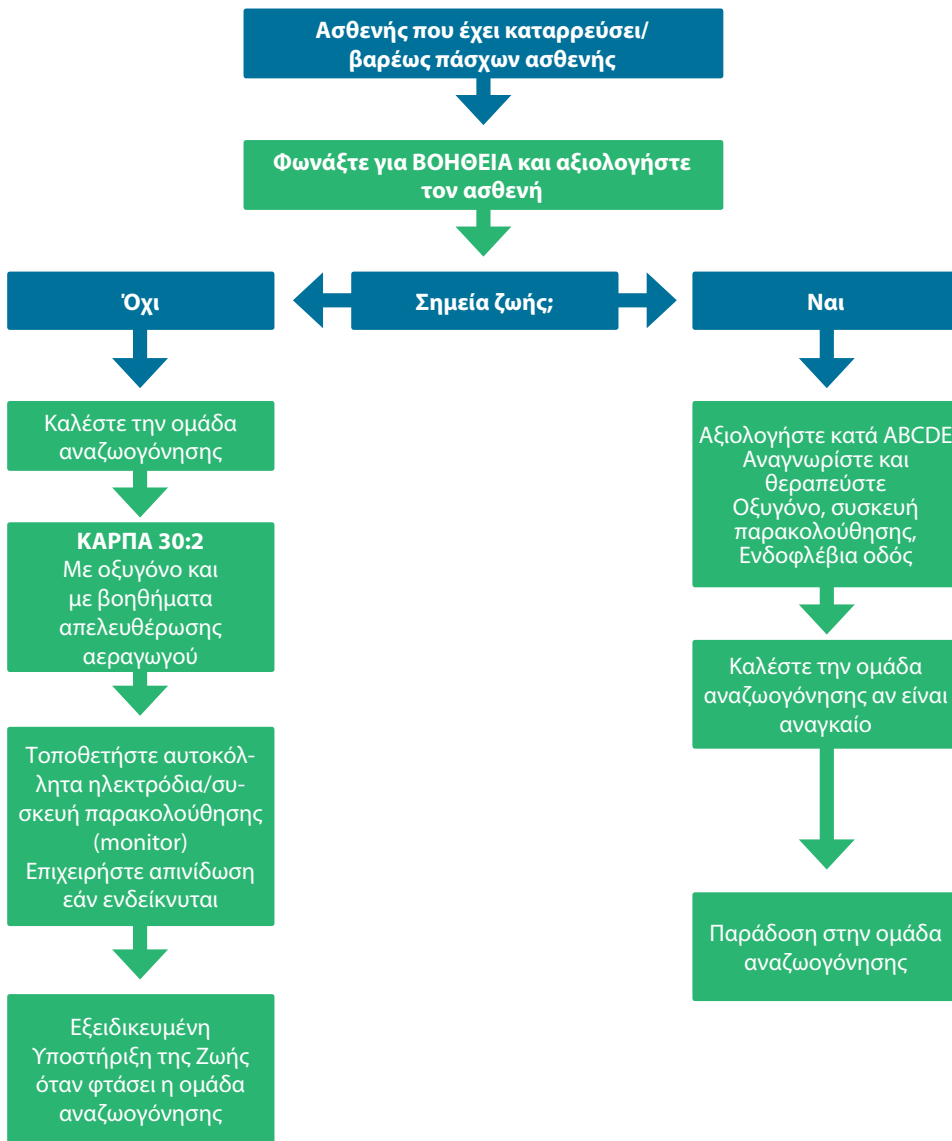 Ασθενής που έχει καταρρεύσει/
βαρέως πάσχων ασθενής
Φωνάξτε για ΒΟΗΘΕΙΑ και αξιολογήστε
τον ασθενή
Όχι
Σημεία ζωής;
Ναι
Καλέστε την ομάδα
αναζωογόνησης
ΚΑΡΠΑ 30:2
Με οξυγόνο και
με βοηθήματα
απελευθέρωσης
αεραγωγού
Τοποθετήστε αυτοκόλ-
λητα ηλεκτρόδια/συ-
σκευή παρακολούθησης
(monitor)
Επιχειρήστε απινίδωση
εάν ενδείκνυται
Εξειδικευμένη
Υποστήριξη της Ζωής
όταν φτάσει η ομάδα
αναζωογόνησης
Αξιολογήστε κατά ABCDE
Αναγνωρίστε και
θεραπεύστε
Οξυγόνο, συσκευή
παρακολούθησης,
Ενδοφλέβια οδός
Καλέστε την ομάδα
αναζωογόνησης αν είναι
αναγκαίο
Παράδοση στην ομάδα
αναζωογόνησης